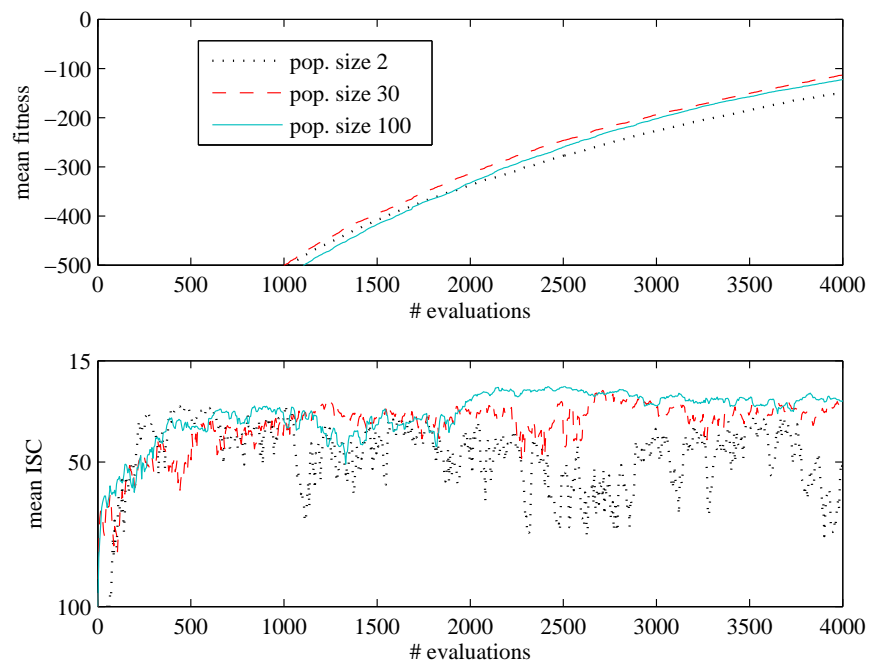 0
−100
−200
−300
−400
−500
mean fitness
pop. size 2
pop. size 30
pop. size 100
0 500 1000 1500 2000 2500 3000 3500 4000
# evaluations
15
50
100
mean ISC
0 500 1000 1500 2000 2500 3000 3500 4000
# evaluations